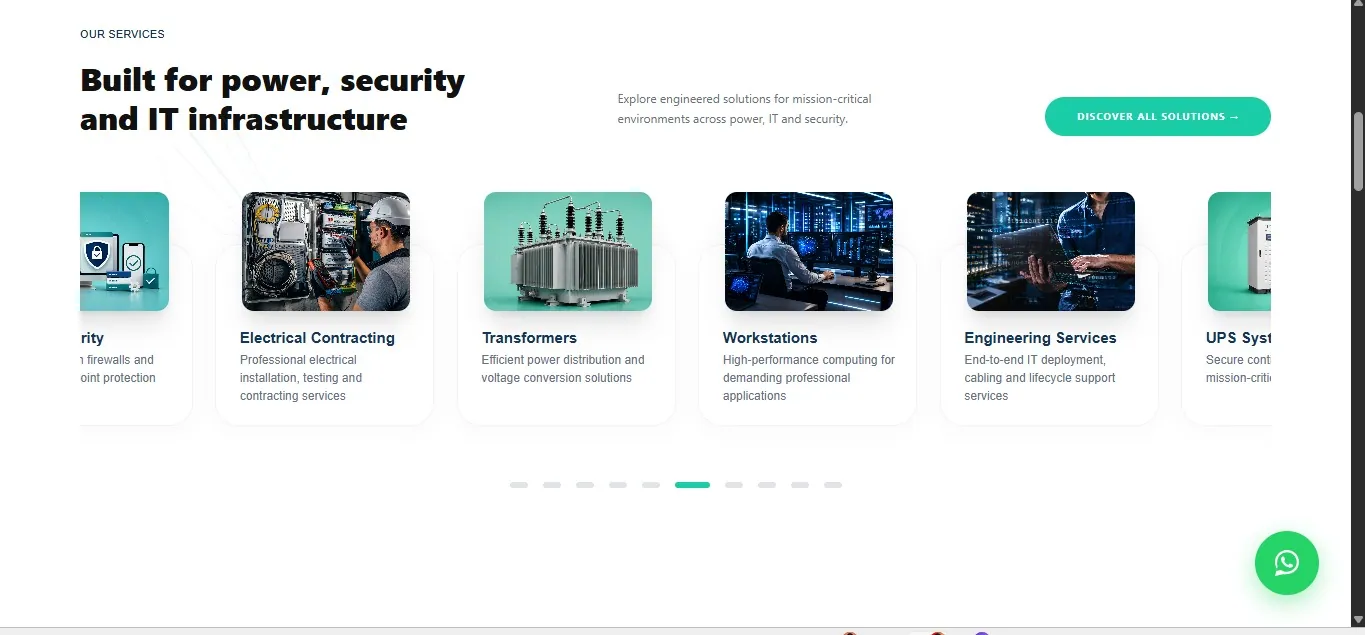 OUR SERVICES
Built for power, security
and IT infrastructure
Explore engineered solutions for mission-critical
environments across power, IT and security.
DISCOVER ALL SOLUTIONS →
rity
firewalls and
oint protection
Electrical Contracting
Professional electrical
installation, testing and
contracting services
Transformers
Efficient power distribution and
voltage conversion solutions
Workstations
High-performance computing for
demanding professional
applications
Engineering Services
End-to-end IT deployment,
cabling and lifecycle support
services
UPS Syst
Secure conti
mission-critic